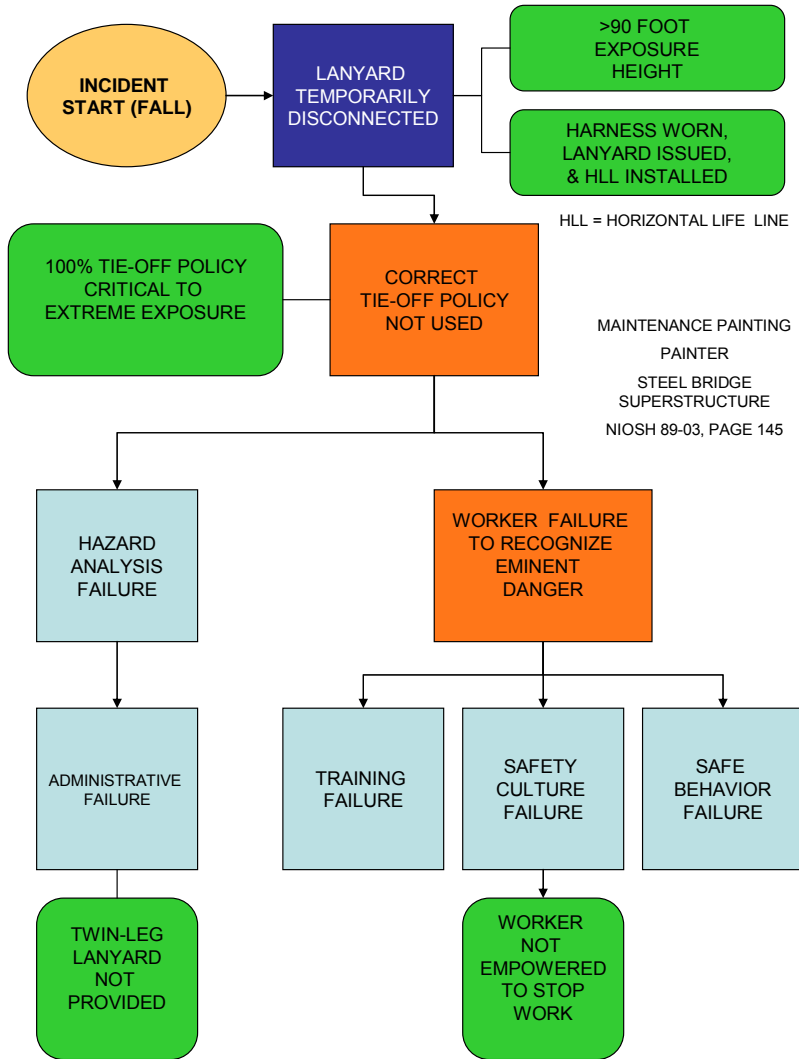 INCIDENT
START (FALL)
LANYARD
TEMPORARILY
DISCONNECTED
>90 FOOT
EXPOSURE
HEIGHT
HARNESS WORN,
LANYARD ISSUED,
& HLL INSTALLED
HLL = HORIZONTAL LIFE LINE
100% TIE-OFF POLICY
CRITICAL TO
EXTREME EXPOSURE
CORRECT
TIE-OFF POLICY
NOT USED
MAINTENANCE PAINTING
PAINTER
STEEL BRIDGE
SUPERSTRUCTURE
NIOSH 89-03, PAGE 145
HAZARD
ANALYSIS
FAILURE
WORKER FAILURE
TO RECOGNIZE
EMINENT
DANGER
ADMINISTRATIVE
FAILURE
TRAINING
FAILURE
SAFETY
CULTURE
FAILURE
SAFE
BEHAVIOR
FAILURE
TWIN-LEG
LANYARD
NOT
PROVIDED
WORKER
NOT
EMPOWERED
TO STOP
WORK